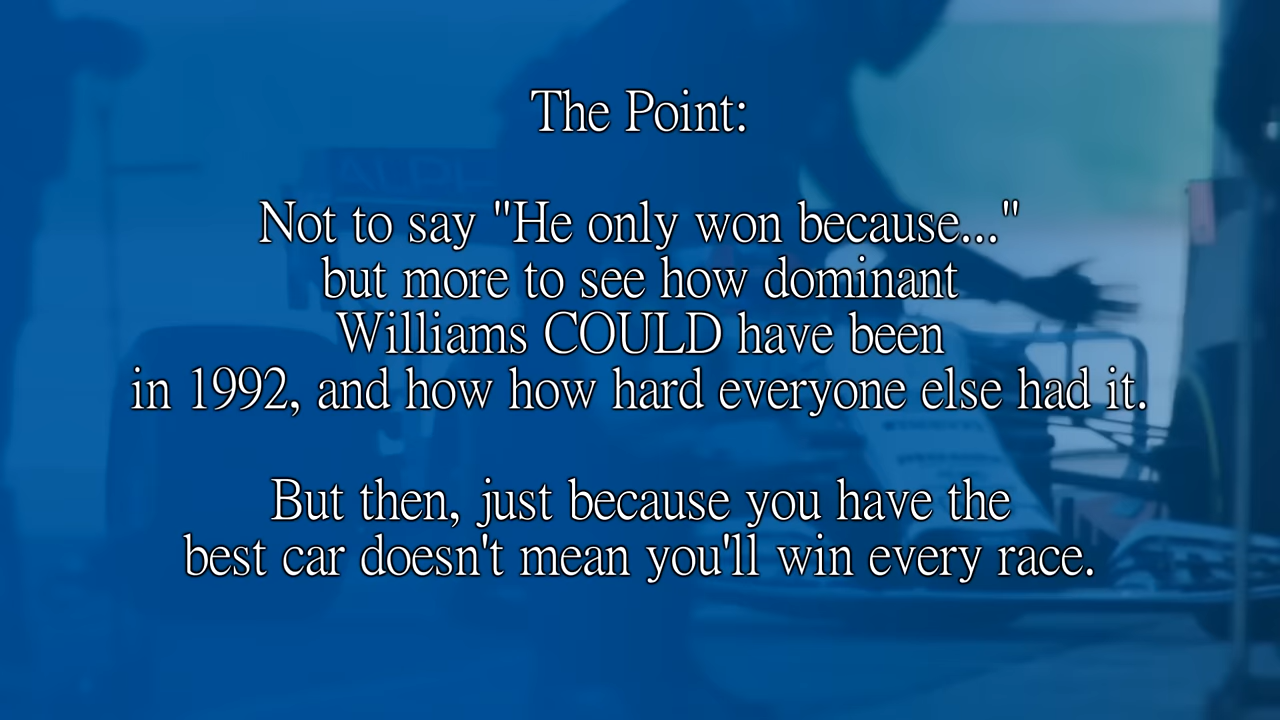 The Point:
Not to say "He only won because..."
but more to see how dominant
Williams COULD have been
in 1992, and how how hard everyone else had it.
But then, just because you have the
best car doesn't mean you'll win every race.